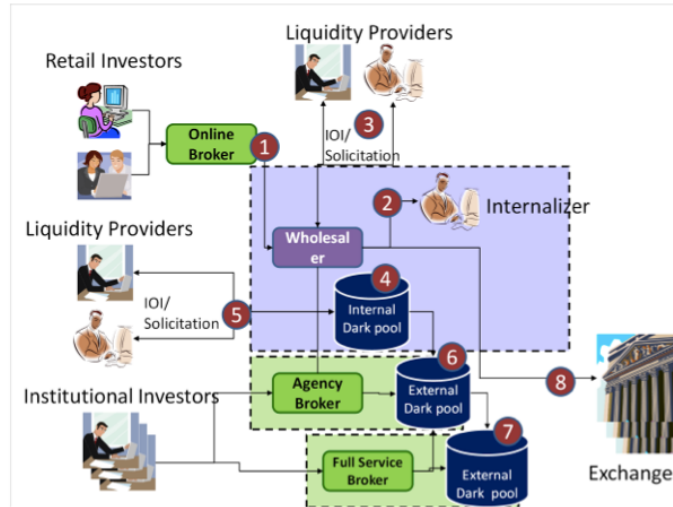 Liquidity Providers
Retail Investors
3
IOI/
Solicitation
Online
Broker
1
2
Internalizer
Liquidity Providers
Wholesal
er
4
IOI/
Solicitation
5
Internal
Dark pool
6
8
Institutional Investors
Agency
Broker
External
Dark pool
7
Full Service
Broker
External
Dark pool
Exchange